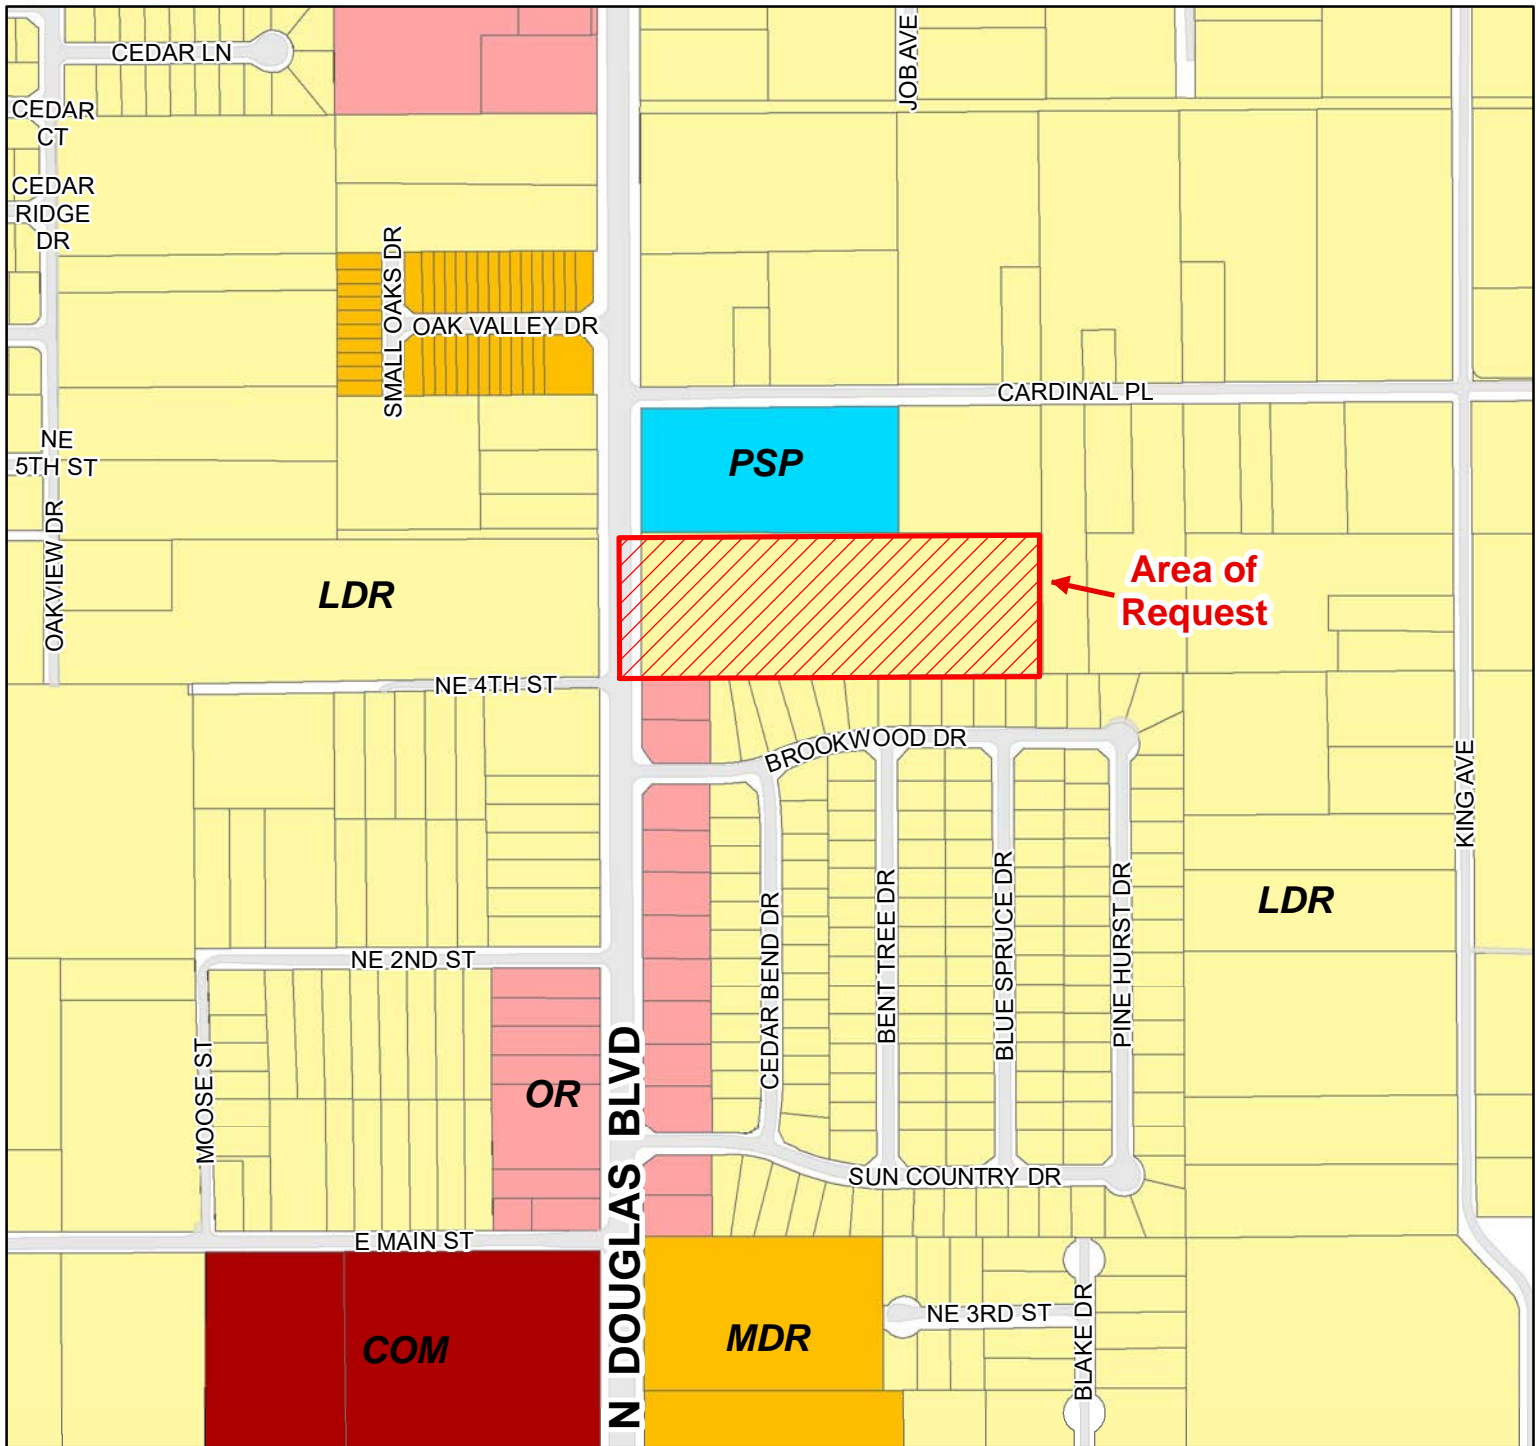 CEDAR LN
JOB AVE
CEDAR
CT
CEDAR
RIDGE
DR
SMALL OAKS DR
OAK VALLEY DR
CARDINAL PL
NE
5TH ST
PSP
OAKVIEW DR
LDR
Area of
Request
NE 4TH ST
BROOKWOOD DR
KING AVE
CEDAR BEND DR
BENT TREE DR
BLUE SPRUCE DR
PINE HURST DR
LDR
NE 2ND ST
MOOSE ST
OR
N DOUGLAS BLVD
SUN COUNTRY DR
E MAIN ST
COM
MDR
NE 3RD ST
BLAKE DR